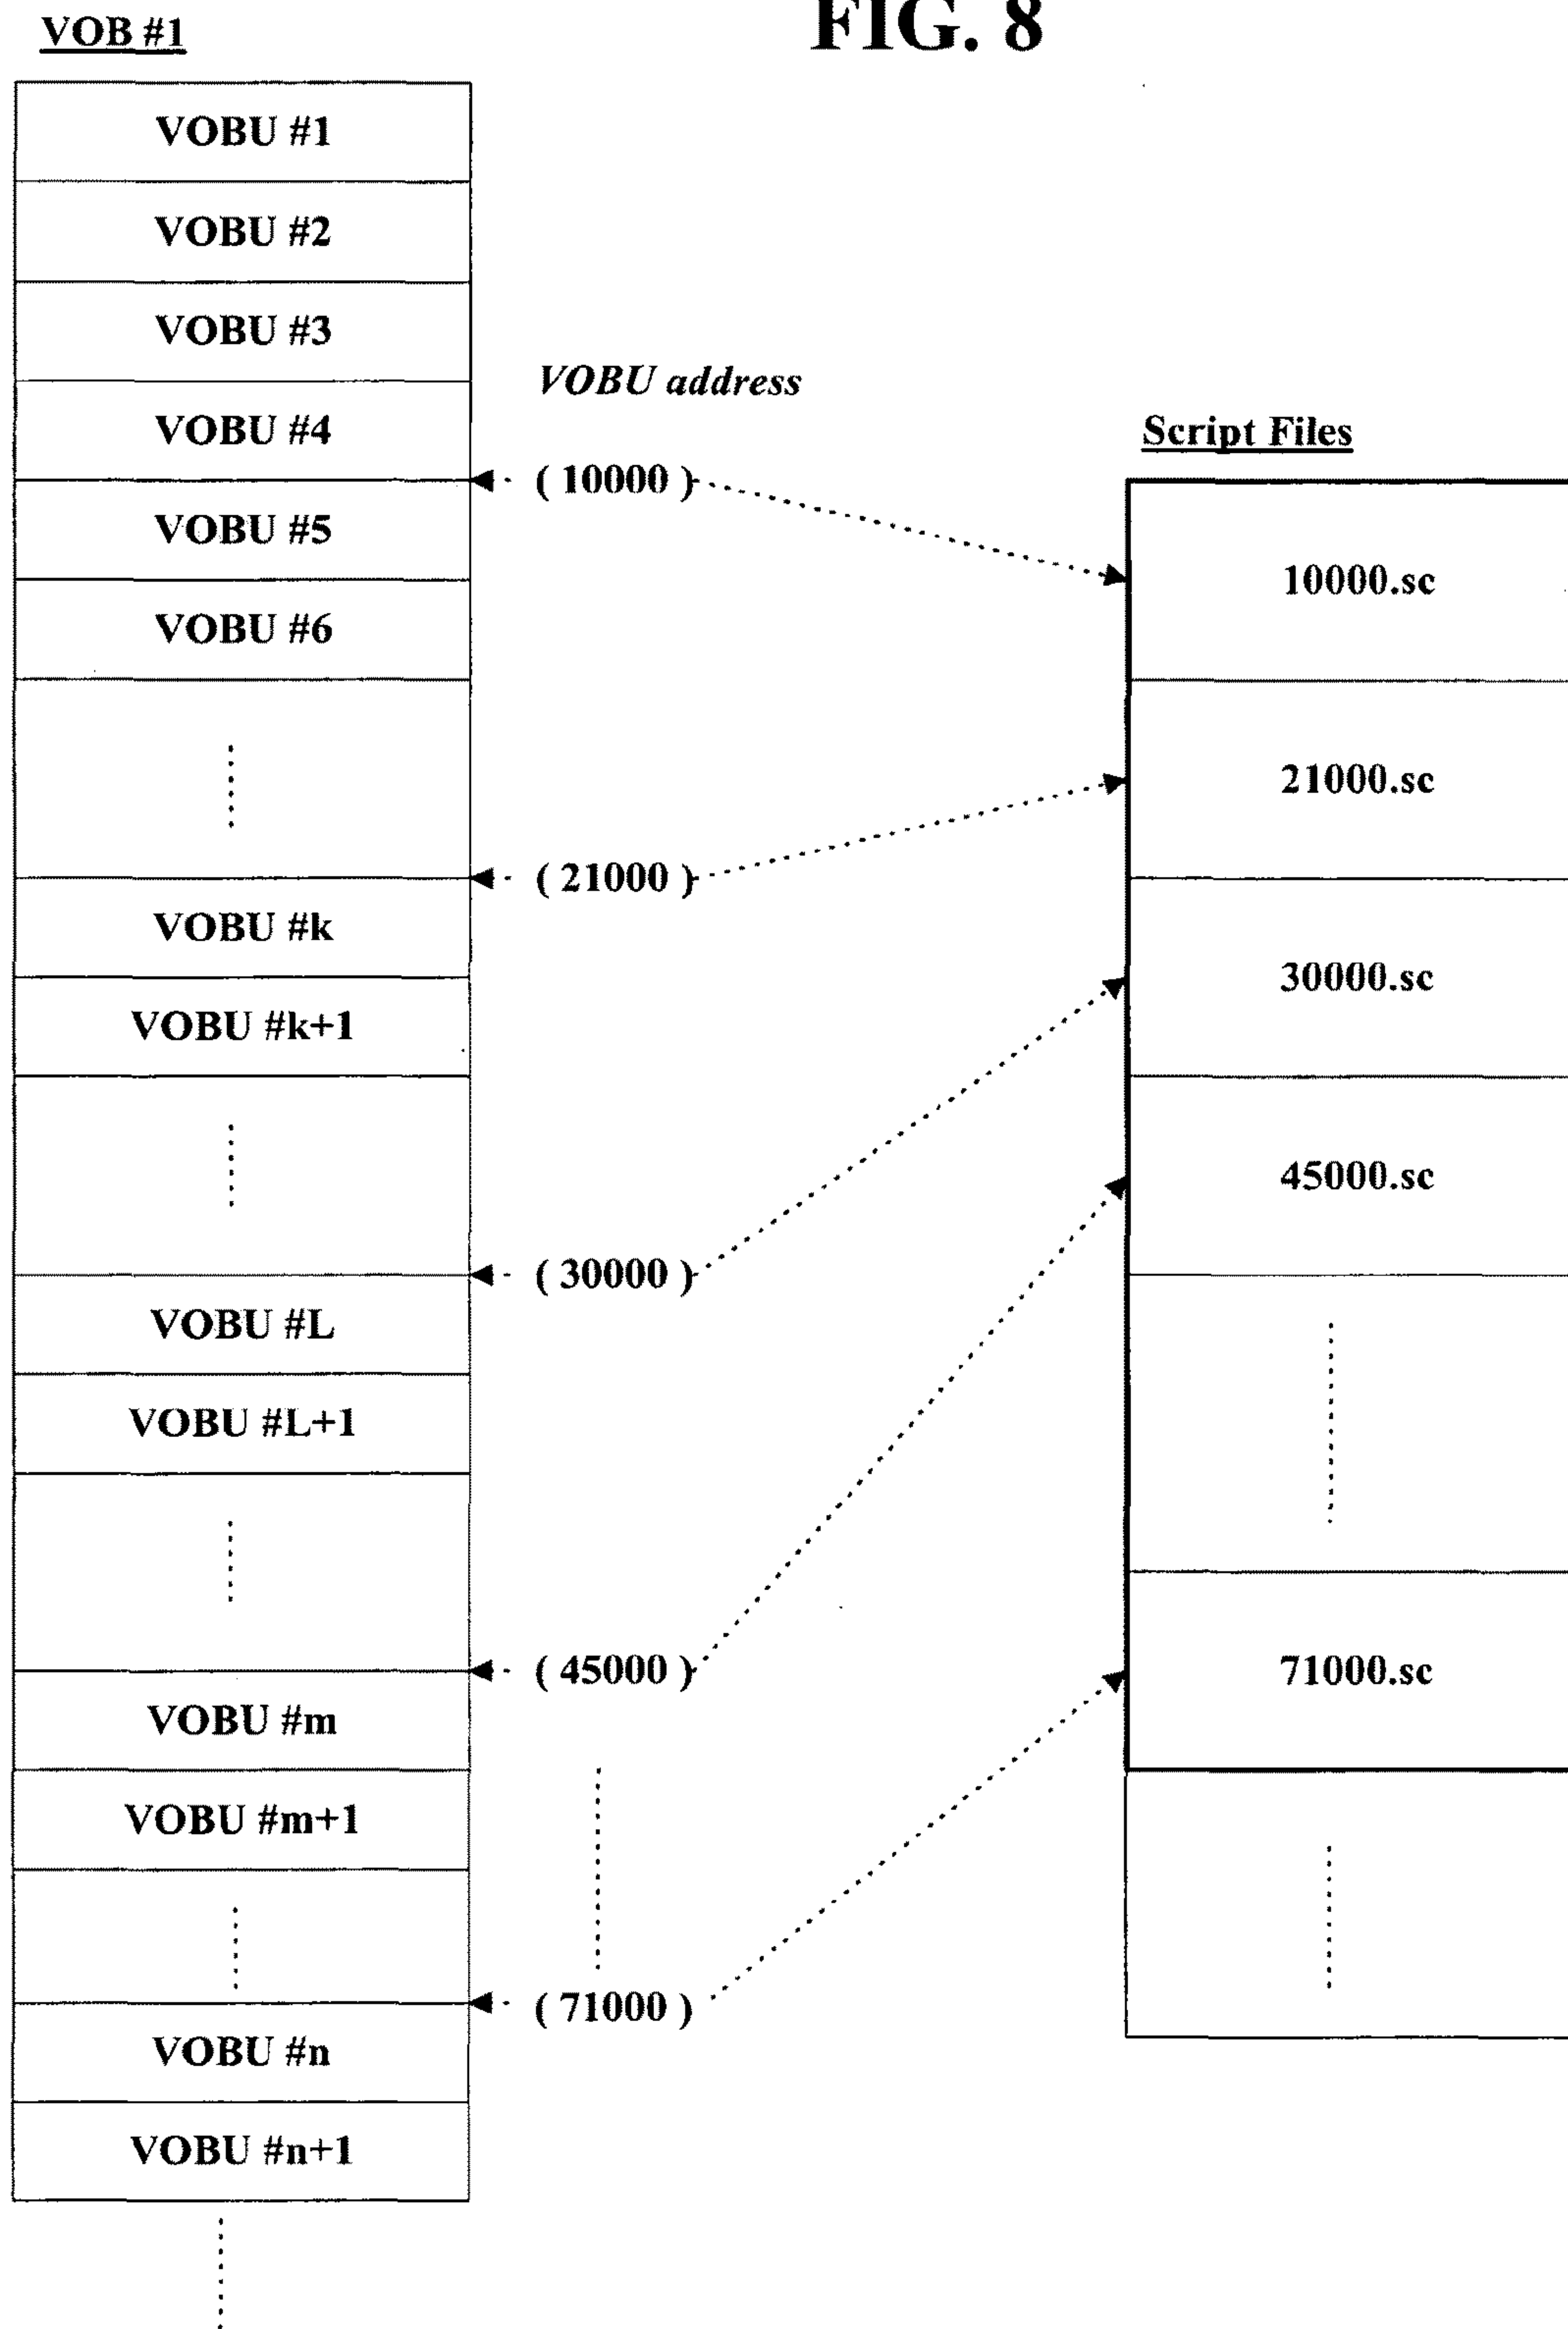 FIG. 8
VOB #1
VOBU #1
VOBU #2
VOBU #3
VOBU #4
VOBU #5
VOBU #6
VOBU #k
VOBU #k+1
VOBU #L
VOBU #L+1
VOBU #m
VOBU #m+1
VOBU #n
VOBU #n+1
VOBU address
( 10000 )
( 21000 )
( 30000 )
( 45000 )
( 71000 )
Script Files
10000.sc
21000.sc
30000.sc
45000.sc
71000.sc